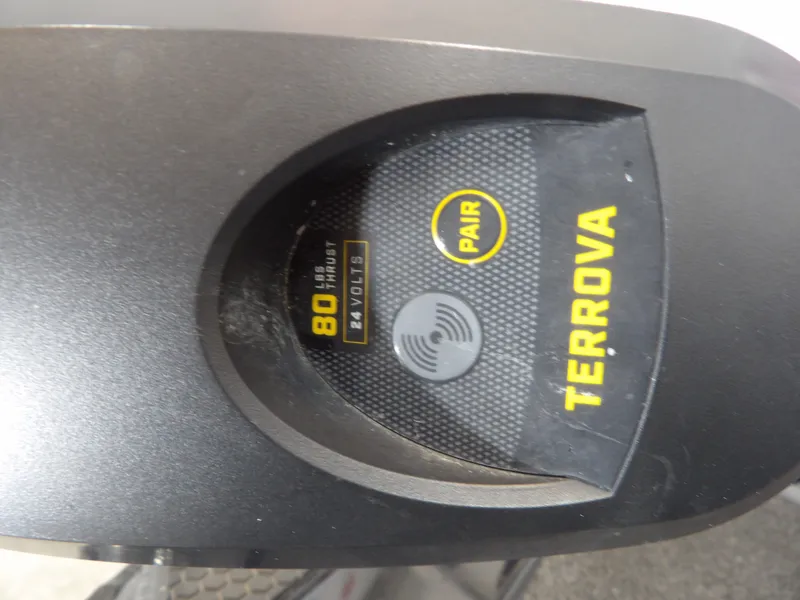 80 LBS
THRUST
24 VOLTS
PAIR
TERROVA